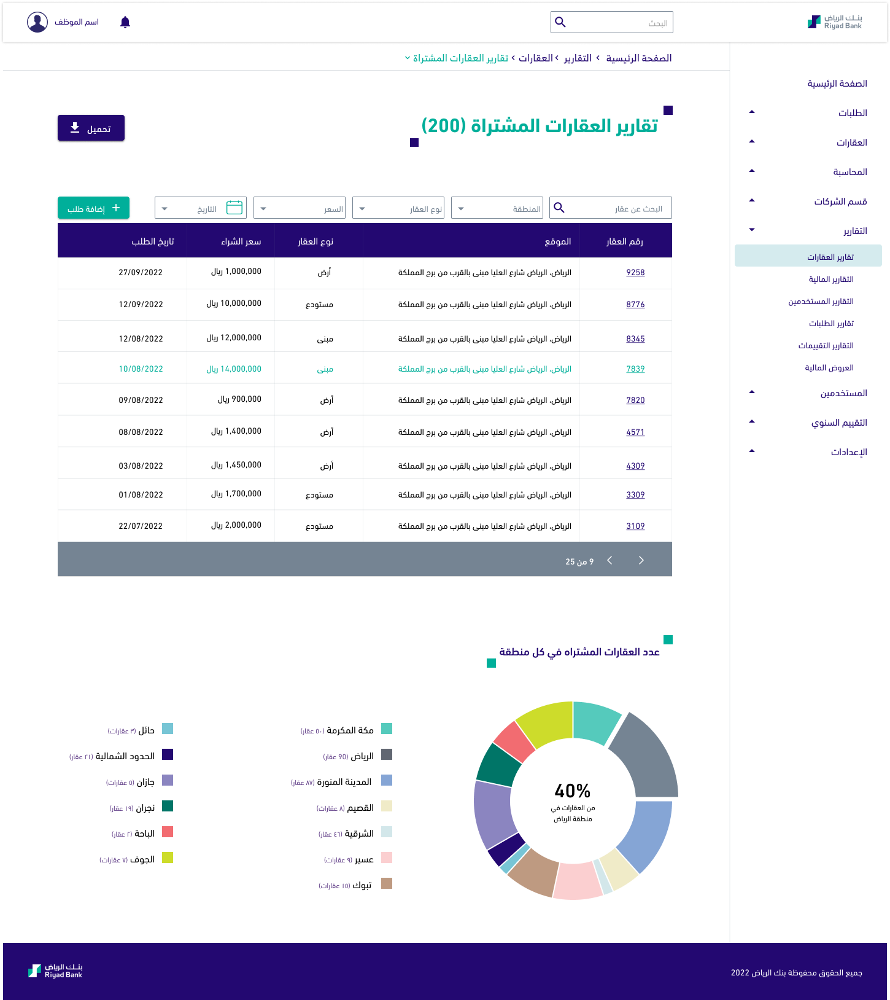 بنـك الرياض
Riyad Bank
البحث
اسم الموظف
الصفحة الرئيسية
التقارير
العقارات
تقارير العقارات المشتراة
الصفحة الرئيسية
الطلبات
العقارات
المحاسبة
قسم الشركات
التقارير
تقارير العقارات
التقارير المالية
التقارير المستخدمين
تقارير الطلبات
التقارير التقييمات
العروض المالية
المستخدمين
التقييم السنوي
الإعدادات
تقارير العقارات المشتراة (200)
تحميل
البحث عن عقار
المنطقة
نوع العقار
السعر
التاريخ
إضافة طلب
رقم العقار الموقع نوع العقار سعر الشراء تاريخ الطلب
9258 الرياض، الرياض شارع العليا مبنى بالقرب من برج المملكة أرض 1,000,000 ريال 27/09/2022
8776 الرياض، الرياض شارع العليا مبنى بالقرب من برج المملكة مستودع 10,000,000 ريال 12/09/2022
8345 الرياض، الرياض شارع العليا مبنى بالقرب من برج المملكة مبنى 12,000,000 ريال 12/08/2022
7839 الرياض، الرياض شارع العليا مبنى بالقرب من برج المملكة مبنى 14,000,000 ريال 10/08/2022
7820 الرياض، الرياض شارع العليا مبنى بالقرب من برج المملكة أرض 900,000 ريال 09/08/2022
4571 الرياض، الرياض شارع العليا مبنى بالقرب من برج المملكة أرض 1,400,000 ريال 08/08/2022
4309 الرياض، الرياض شارع العليا مبنى بالقرب من برج المملكة أرض 1,450,000 ريال 03/08/2022
3309 الرياض، الرياض شارع العليا مبنى بالقرب من برج المملكة مستودع 1,700,000 ريال 01/08/2022
3109 الرياض، الرياض شارع العليا مبنى بالقرب من برج المملكة مستودع 2,000,000 ريال 22/07/2022
9 من 25
عدد العقارات المشتراه في كل منطقة
40%
من العقارات في
منطقة الرياض
مكة المكرمة (٥٠ عقار)
الرياض (90 عقار)
المدينة المنورة (٨٧ عقار)
القصيم (٨ عقارات)
الشرقية (٤٦ عقار)
عسير (٩ عقارات)
تبوك (١٥ عقارات)
حائل (٣ عقارات)
الحدود الشمالية (٢١ عقار)
جازان (٥ عقارات)
نجران (١٩ عقار)
الباحة (٢ عقار)
الجوف (٧ عقارات)
جميع الحقوق محفوظة بنك الرياض 2022
بنـك الرياض
Riyad Bank